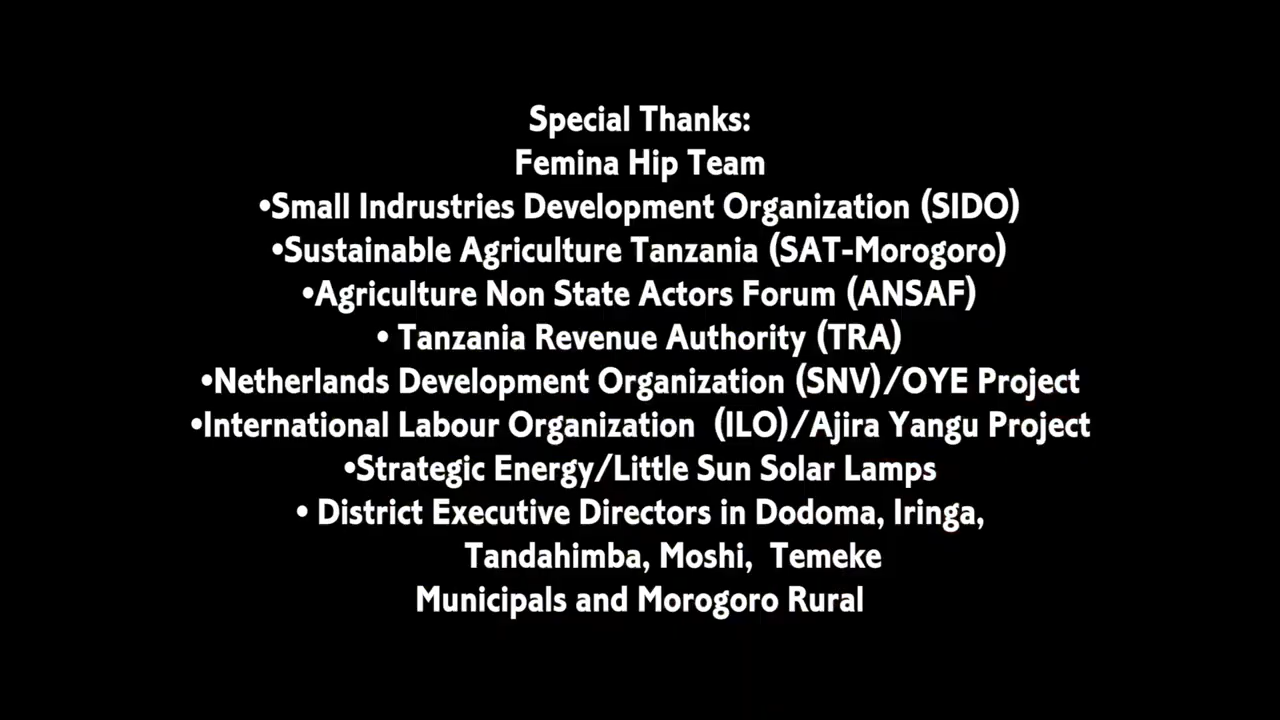 Special Thanks:
Femina Hip Team
•Small Indrustries Development Organization (SIDO)
•Sustainable Agriculture Tanzania (SAT-Morogoro)
•Agriculture Non State Actors Forum (ANSAF)
• Tanzania Revenue Authority (TRA)
•Netherlands Development Organization (SNV)/OYE Project
•International Labour Organization (ILO)/Ajira Yangu Project
•Strategic Energy/Little Sun Solar Lamps
• District Executive Directors in Dodoma, Iringa,
Tandahimba, Moshi, Temeke
Municipals and Morogoro Rural